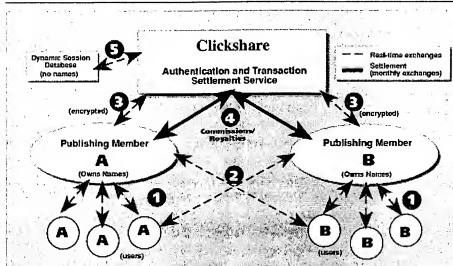 Clickshare
Authentication and Transaction
Settlement Service
Dynamic Session
Database
(no names)
5
Real-time exchanges
Settlement
(monthly exchanges)
3
(encrypted)
3
(encrypted)
4
Commissions/
Royalties
Publishing Member
A
(Owns Names)
Publishing Member
B
(Owns Names)
2
1
1
A
A
A
(users)
B
(users)
B
B